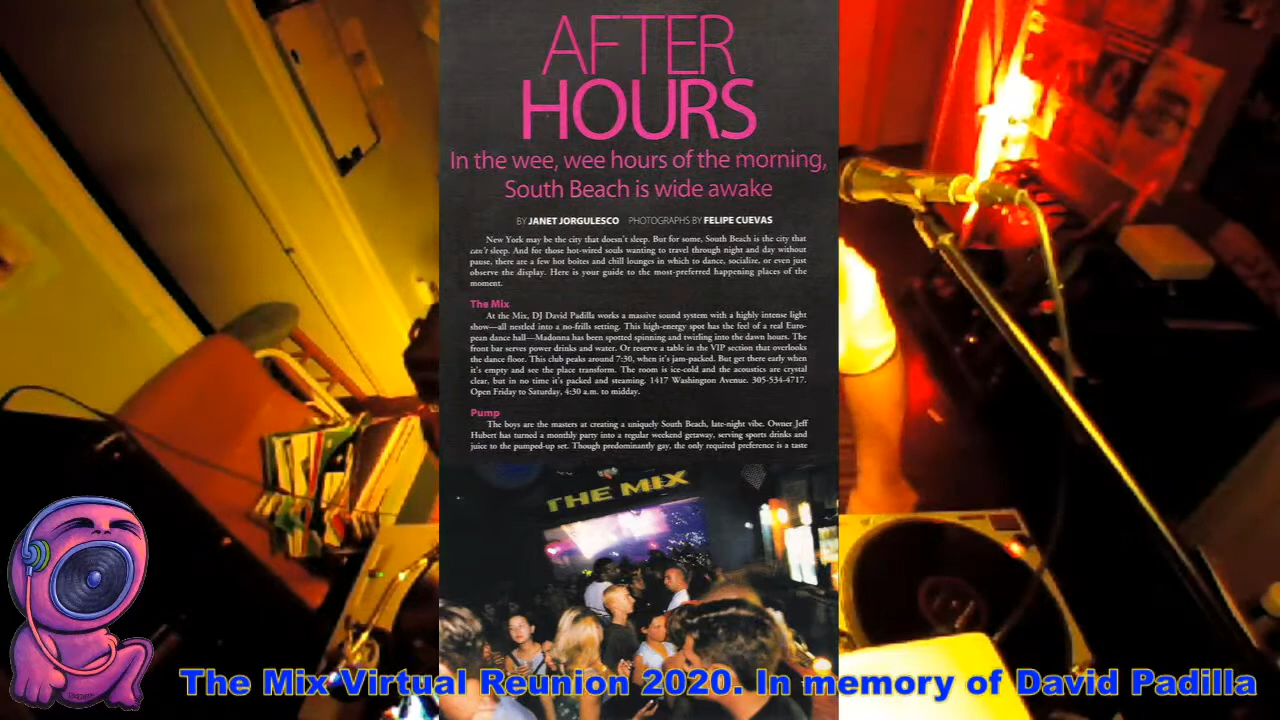 AFTER
HOURS
In the wee, wee hours of the morning,
South Beach is wide awake
BY JANET JORGULESCO PHOTOGRAPHS BY FELIPE CUEVAS
New York may be the city that doesn't sleep. But for some, South Beach is the city that
can't sleep. And for those hot-wired souls wanting to travel through night and day without
pause, there are a few hot boites and chill lounges in which to dance, socialize, or even just
observe the display. Here is your guide to the most-preferred happening places of the
moment.
The Mix
At the Mix, DJ David Padilla works a massive sound system with a highly intense light
show—all nestled into a no-frills setting. This high-energy spot has the feel of a real Euro-
pean dance hall—Madonna has been spotted spinning and twirling into the dawn hours. The
front bar serves power drinks and water. Or reserve a table in the VIP section that overlooks
the dance floor. This club peaks around 7:30, when it's jam-packed. But get there early when
it's empty and see the place transform. The room is ice-cold and the acoustics are crystal
clear, but in no time it's packed and steaming. 1417 Washington Avenue. 305-534-4717.
Open Friday to Saturday, 4:30 a.m. to midday.
Pump
The boys are the masters at creating a uniquely South Beach, late-night vibe. Owner Jeff
Hubert has turned a monthly party into a regular weekend getaway, serving sports drinks and
juice to the pumped-up set. Though predominantly gay, the only required preference is a taste
THE MIX
The Mix Virtual Reunion 2020. In memory of David Padilla